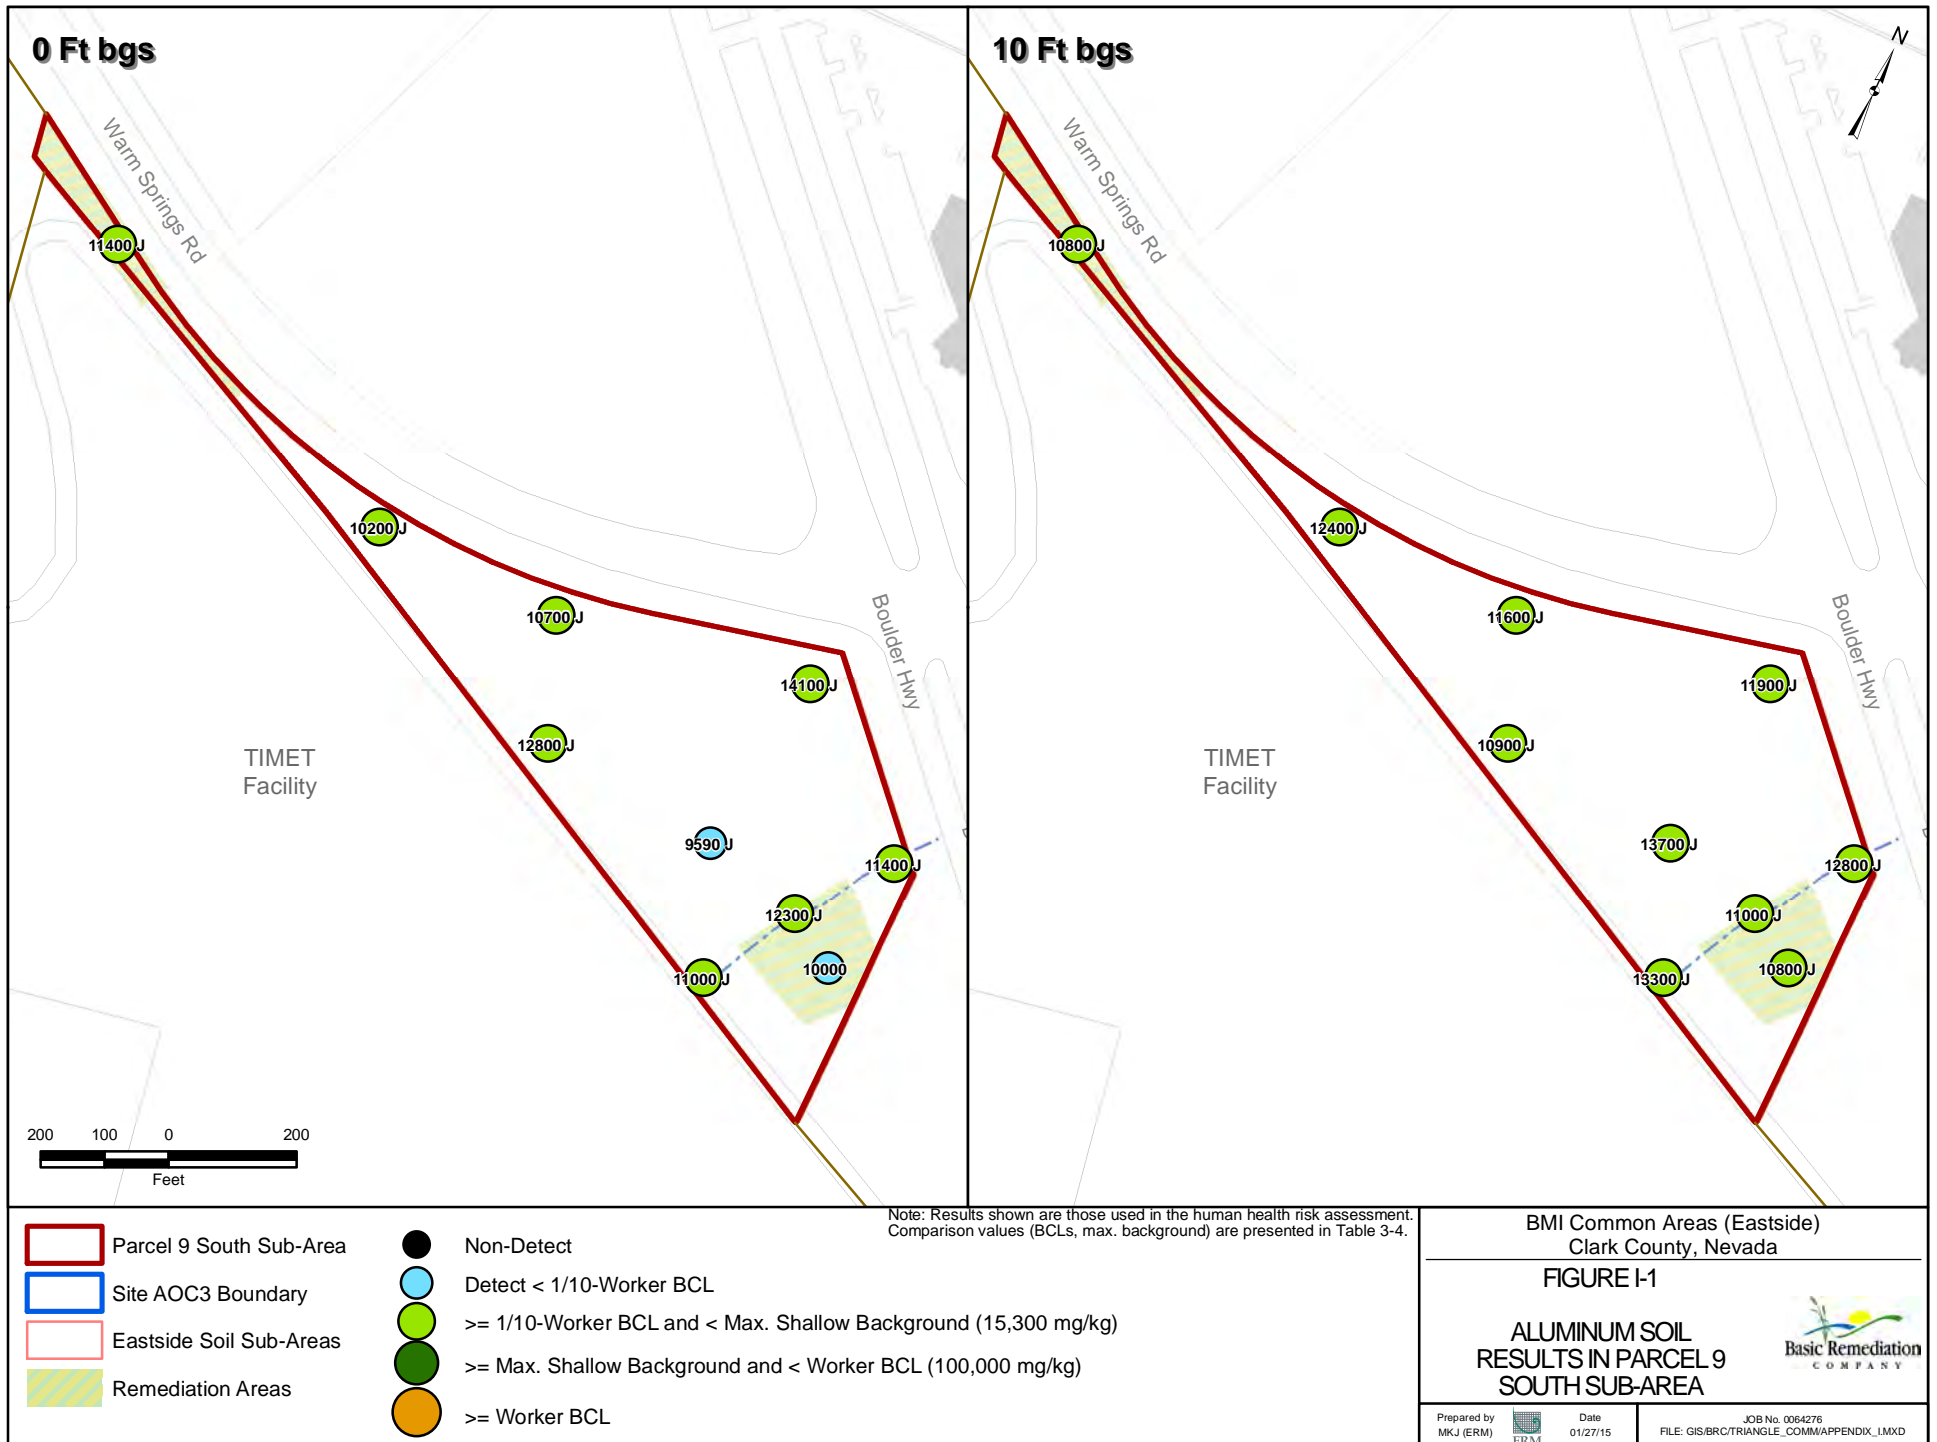 0 Ft bgs
Warm Springs Rd
11400 J
10200 J
10700 J
14100 J
12800 J
9590 J
11400 J
12300 J
11000 J
10000
Boulder Hwy
TIMET
Facility
200 100 0 200
Feet
10 Ft bgs
N
Warm Springs Rd
10800 J
12400 J
11600 J
11900 J
10900 J
13700 J
12800 J
11000 J
13300 J
10800 J
Boulder Hwy
TIMET
Facility
Parcel 9 South Sub-Area
Site AOC3 Boundary
Eastside Soil Sub-Areas
Remediation Areas
Non-Detect
Detect < 1/10-Worker BCL
>= 1/10-Worker BCL and < Max. Shallow Background (15,300 mg/kg)
>= Max. Shallow Background and < Worker BCL (100,000 mg/kg)
>= Worker BCL
Note: Results shown are those used in the human health risk assessment.
Comparison values (BCLs, max. background) are presented in Table 3-4.
BMI Common Areas (Eastside)
Clark County, Nevada
FIGURE I-1
ALUMINUM SOIL
RESULTS IN PARCEL 9
SOUTH SUB-AREA
Basic Remediation
COMPANY
Prepared by
MKJ (ERM)
ERM
Date
01/27/15
JOB No. 0064276
FILE: GIS/BRC/TRIANGLE_COMM/APPENDIX_I.MXD